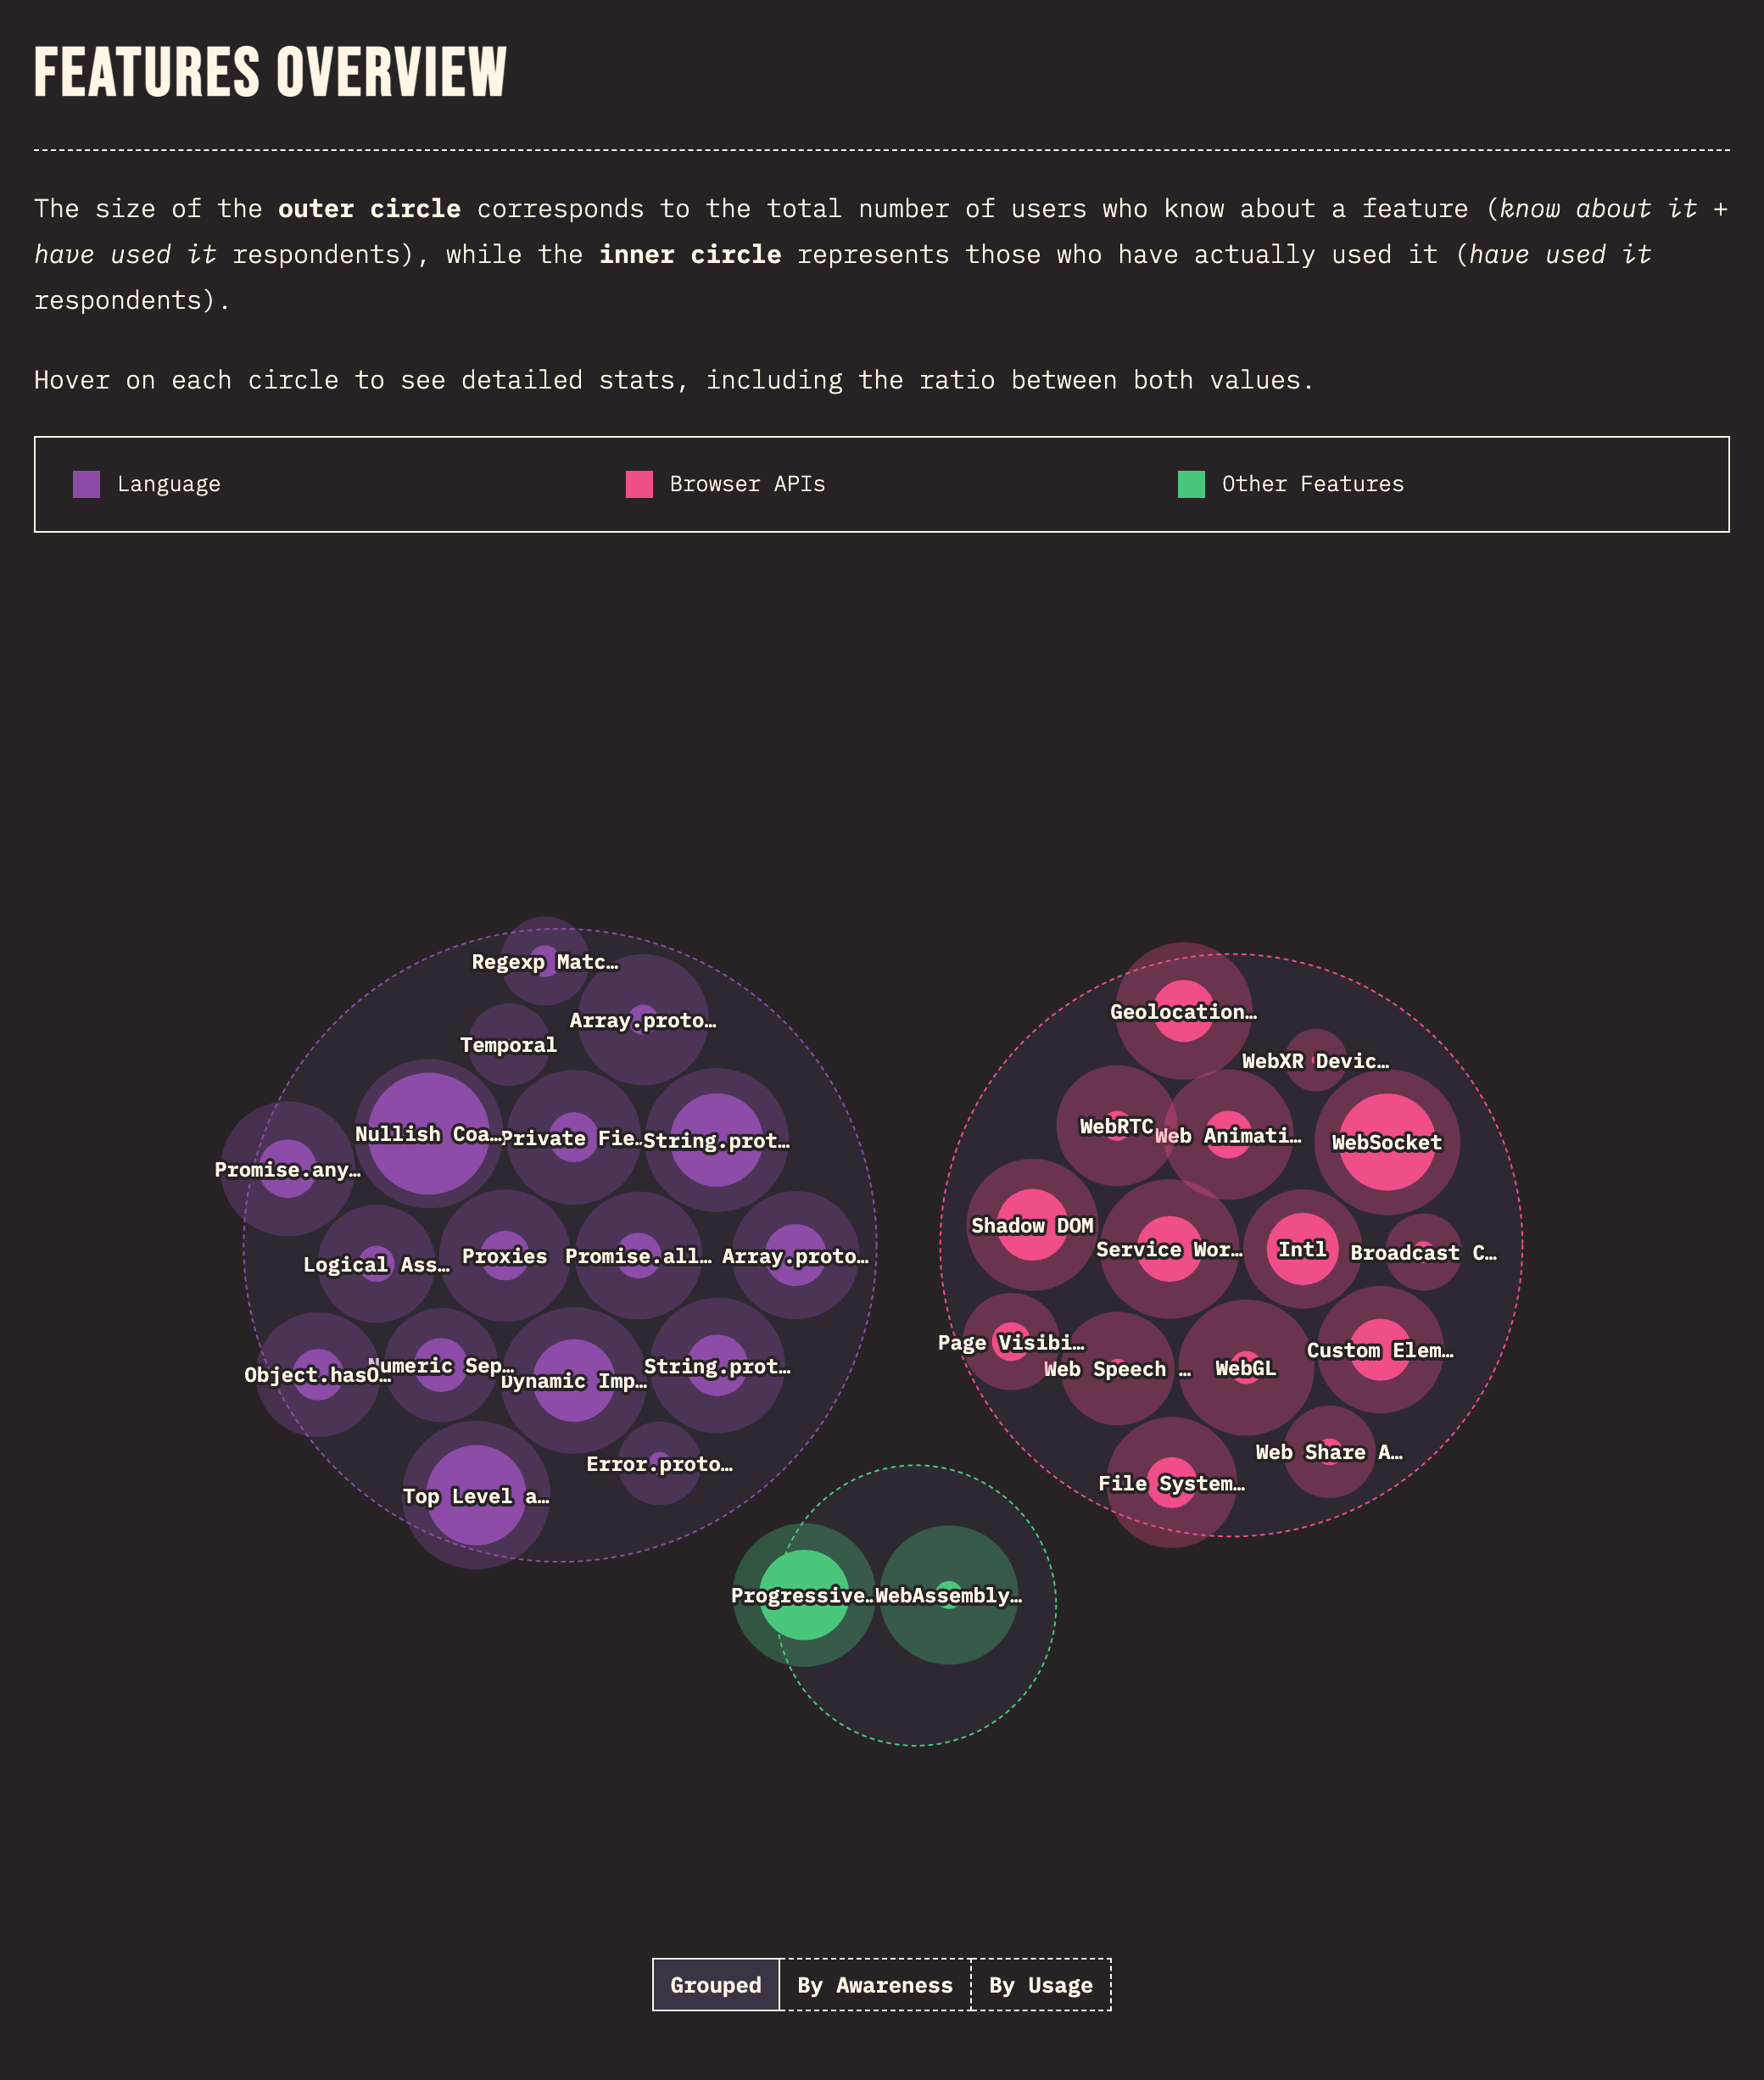 FEATURES OVERVIEW
The size of the outer circle corresponds to the total number of users who know about a feature (know about it +
have used it respondents), while the inner circle represents those who have actually used it (have used it
respondents).
Hover on each circle to see detailed stats, including the ratio between both values.
Language
Browser APIs
Other Features
Regexp Matc…
Array.proto…
Temporal
Nullish Coa…
Private Fie…
String.prot…
Promise.any…
Logical Ass…
Proxies
Promise.all…
Array.proto…
Object.hasO…
Numeric Sep…
Dynamic Imp…
String.prot…
Error.proto…
Top Level a…
Geolocation…
WebXR Devic…
WebRTC
Web Animati…
WebSocket
Shadow DOM
Service Wor…
Intl
Broadcast C…
Page Visibi…
Web Speech …
WebGL
Custom Elem…
Web Share A…
File System…
Progressive…
WebAssembly…
Grouped
By Awareness
By Usage